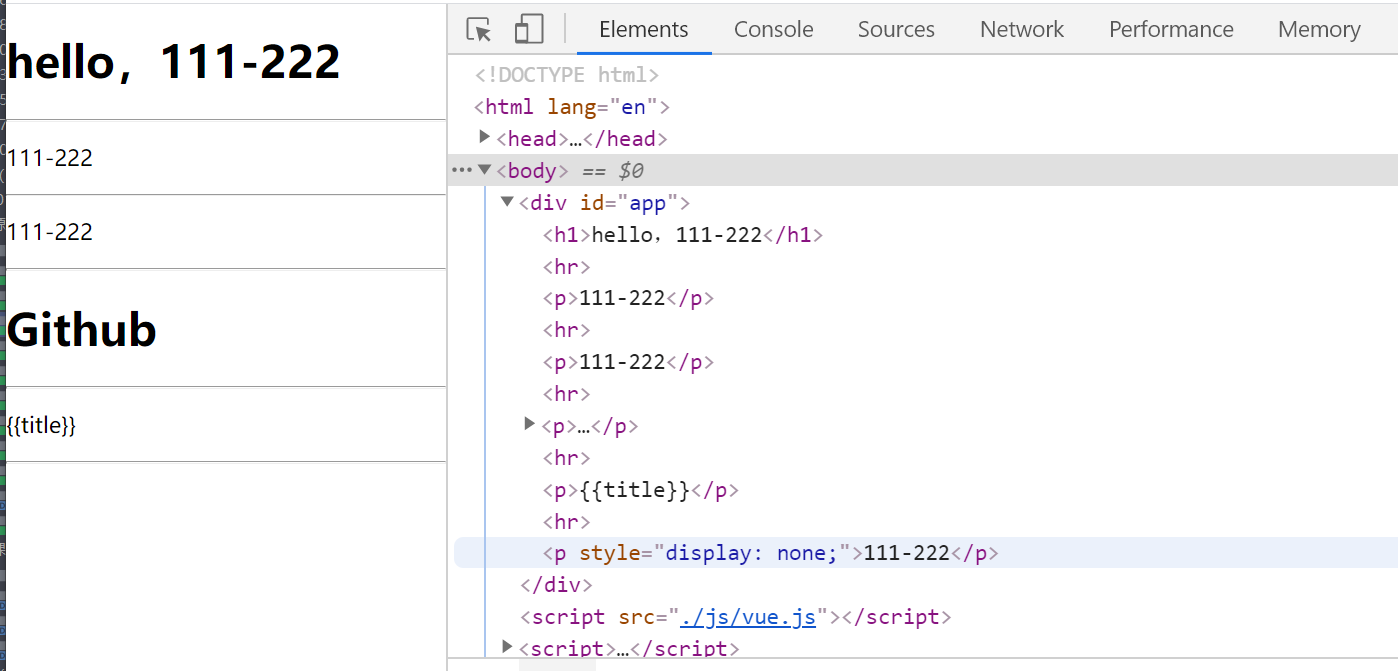 hello，111-222
111-222
111-222
Github
{{title}}
Elements Console Sources Network Performance Memory
<!DOCTYPE html>
<html lang="en">
<head>…</head>
<body> == $0
<div id="app">
<h1>hello，111-222</h1>
<hr>
<p>111-222</p>
<hr>
<p>111-222</p>
<hr>
<p>…</p>
<hr>
<p>{{title}}</p>
<hr>
<p style="display: none;">111-222</p>
</div>
<script src="./js/vue.js"></script>
<script>…</script>